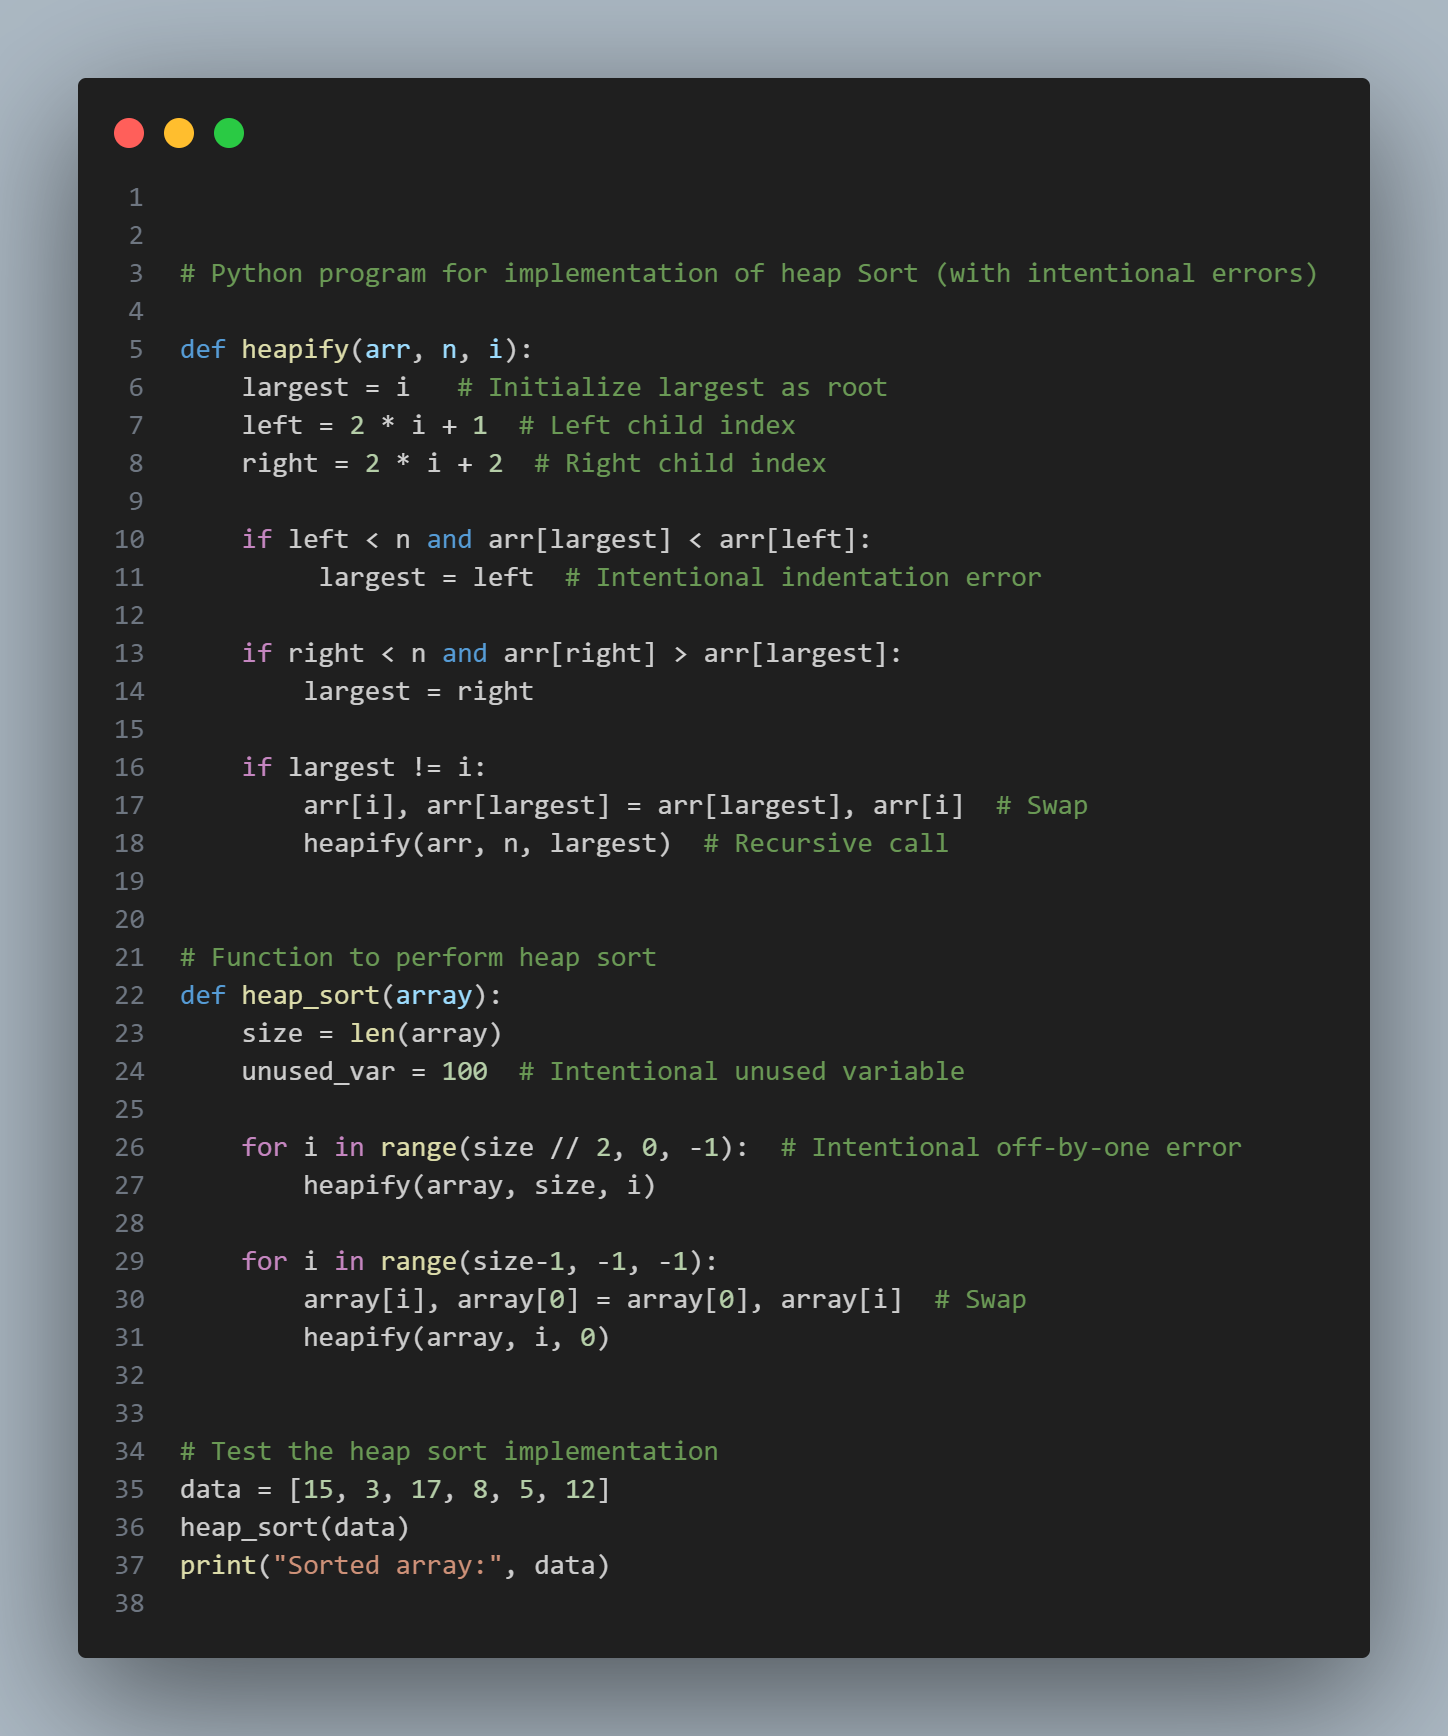 1
2
3 # Python program for implementation of heap Sort (with intentional errors)
4
5 def heapify(arr, n, i):
6     largest = i   # Initialize largest as root
7     left = 2 * i + 1  # Left child index
8     right = 2 * i + 2  # Right child index
9
10     if left < n and arr[largest] < arr[left]:
11          largest = left  # Intentional indentation error
12
13     if right < n and arr[right] > arr[largest]:
14         largest = right
15
16     if largest != i:
17         arr[i], arr[largest] = arr[largest], arr[i]  # Swap
18         heapify(arr, n, largest)  # Recursive call
19
20
21 # Function to perform heap sort
22 def heap_sort(array):
23     size = len(array)
24     unused_var = 100  # Intentional unused variable
25
26     for i in range(size // 2, 0, -1):  # Intentional off-by-one error
27         heapify(array, size, i)
28
29     for i in range(size-1, -1, -1):
30         array[i], array[0] = array[0], array[i]  # Swap
31         heapify(array, i, 0)
32
33
34 # Test the heap sort implementation
35 data = [15, 3, 17, 8, 5, 12]
36 heap_sort(data)
37 print("Sorted array:", data)
38